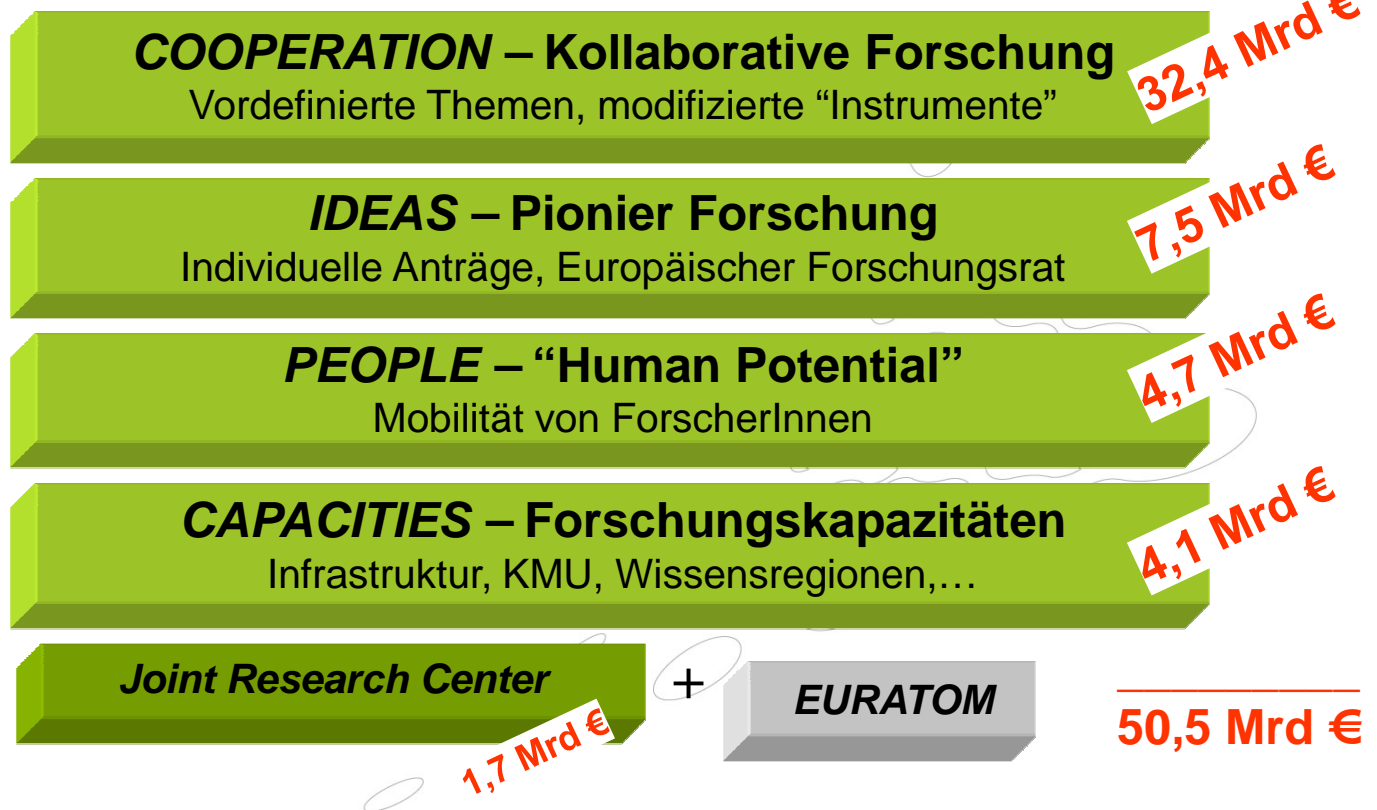 COOPERATION – Kollaborative Forschung
Vordefinierte Themen, modifizierte “Instrumente”
32,4 Mrd €
IDEAS – Pionier Forschung
Individuelle Anträge, Europäischer Forschungsrat
7,5 Mrd €
PEOPLE – “Human Potential”
Mobilität von ForscherInnen
4,7 Mrd €
CAPACITIES – Forschungskapazitäten
Infrastruktur, KMU, Wissensregionen,…
4,1 Mrd €
Joint Research Center
1,7 Mrd €
+
EURATOM
50,5 Mrd €